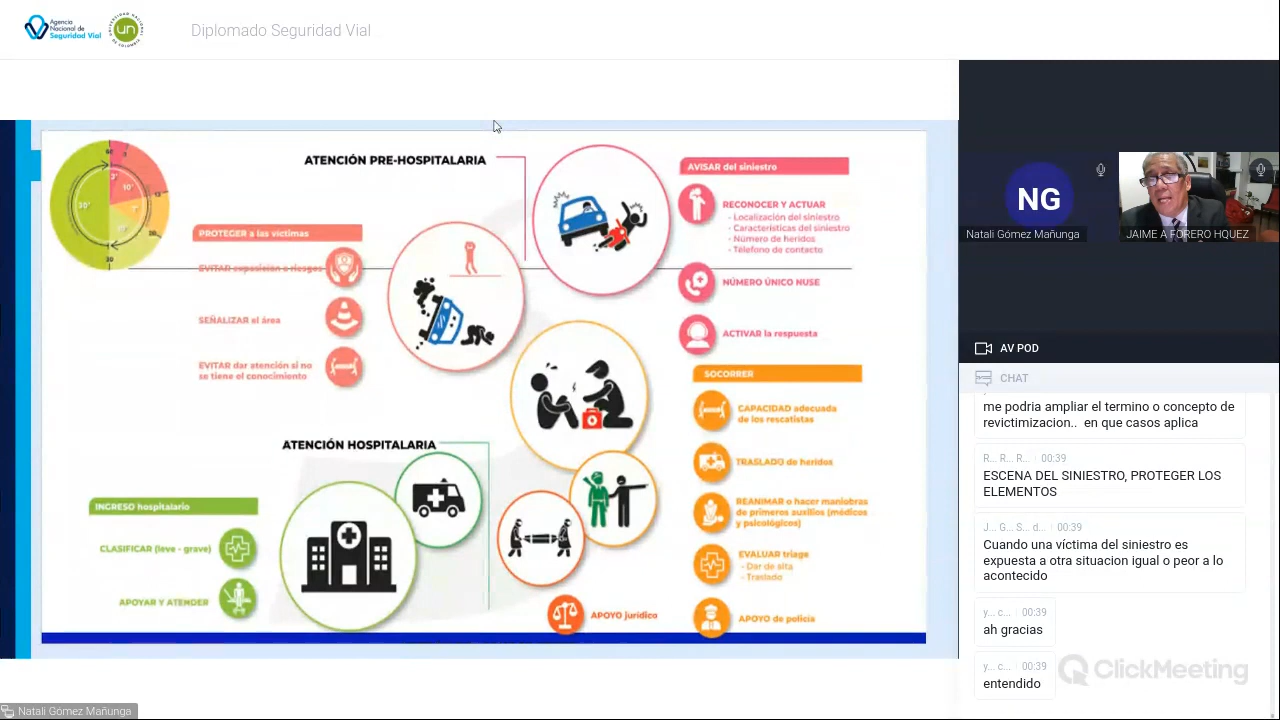 Agencia
Nacional de
Seguridad Vial
un
Diplomado Seguridad Vial
ATENCIÓN PRE-HOSPITALARIA
PROTEGER a las víctimas
EVITAR exposición a riesgos
SEÑALIZAR el área
EVITAR dar atención si no
se tiene el conocimiento
AVISAR del siniestro
RECONOCER Y ACTUAR
- Localización del siniestro
- Características del siniestro
- Número de heridos
- Télefono de contacto
NÚMERO ÚNICO NUSE
ACTIVAR la respuesta
SOCORRER
CAPACIDAD adecuada
de los rescatistas
TRASLADO de heridos
REANIMAR o hacer maniobras
de primeros auxilios (médicos
y psicológicos)
EVALUAR triage
- Dar de alta
- Traslado
APOYO de policía
APOYO jurídico
ATENCIÓN HOSPITALARIA
INGRESO hospitalario
CLASIFICAR (leve - grave)
APOYAR Y ATENDER
NG
Natali Gómez Mañunga
JAIME A FORERO HQUEZ
AV POD
CHAT
me podria ampliar el termino o concepto de
revictimizacion.. en que casos aplica
R... R... R... 00:39
ESCENA DEL SINIESTRO, PROTEGER LOS
ELEMENTOS
J... G... S... d... 00:39
Cuando una víctima del siniestro es
expuesta a otra situacion igual o peor a lo
acontecido
y... c... 00:39
ah gracias
y... c... 00:39
entendido
ClickMeeting
Natali Gómez Mañunga